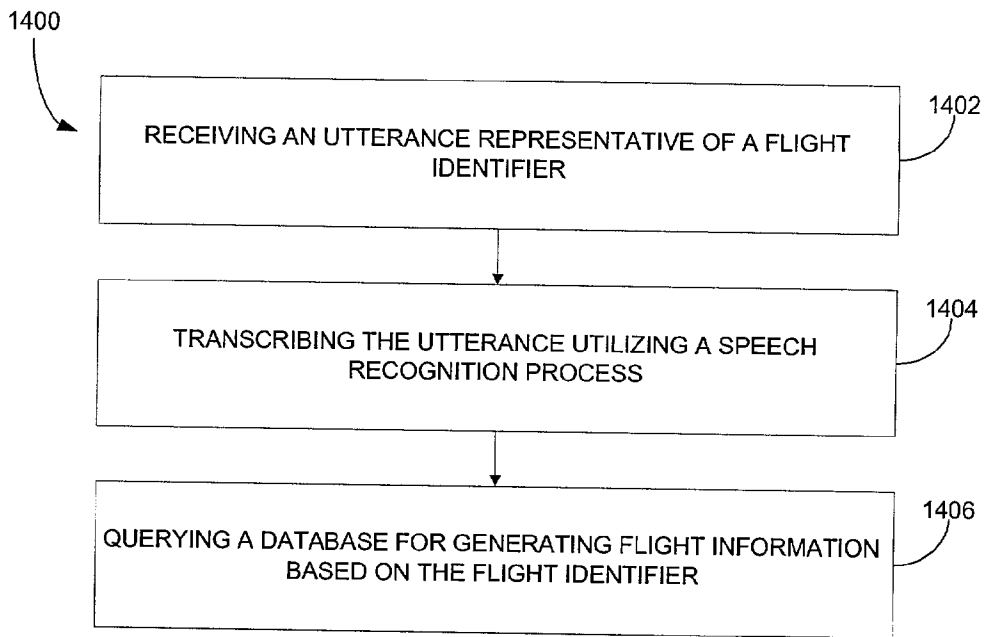 1400
1402
RECEIVING AN UTTERANCE REPRESENTATIVE OF A FLIGHT
IDENTIFIER
1404
TRANSCRIBING THE UTTERANCE UTILIZING A SPEECH
RECOGNITION PROCESS
1406
QUERYING A DATABASE FOR GENERATING FLIGHT INFORMATION
BASED ON THE FLIGHT IDENTIFIER